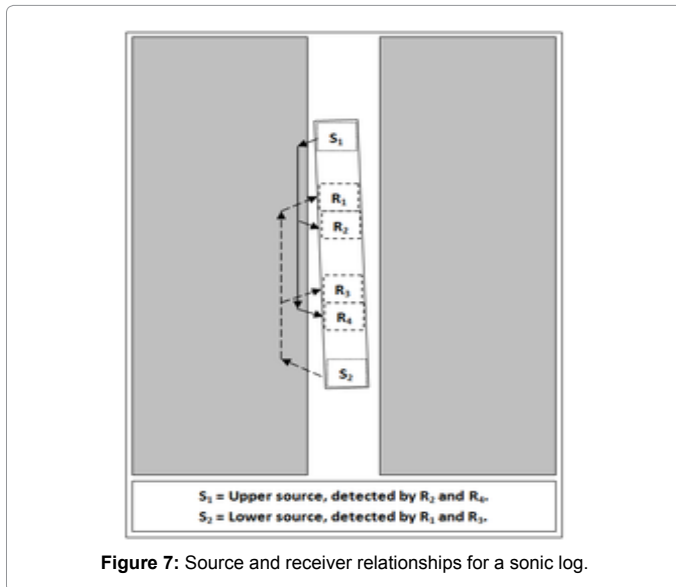 S₁
R₁
R₂
R₃
R₄
S₂
S₁ = Upper source, detected by R₂ and R₄.
S₂ = Lower source, detected by R₁ and R₃.
Figure 7: Source and receiver relationships for a sonic log.